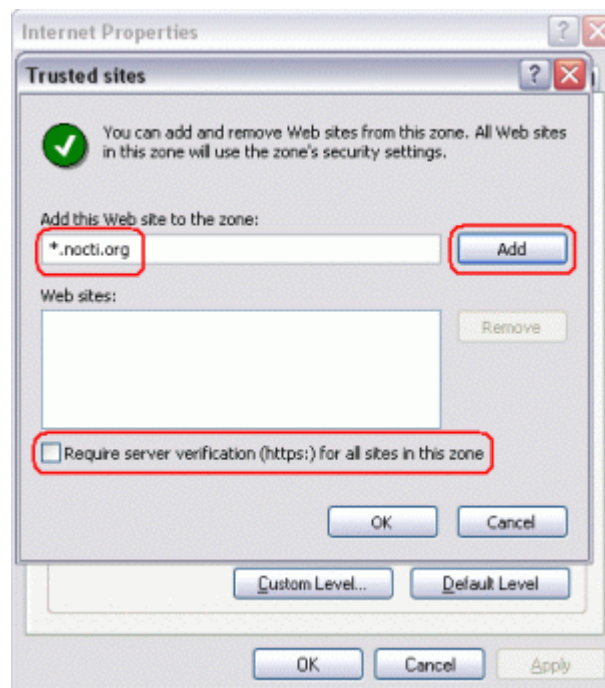 Internet Properties
Trusted sites
You can add and remove Web sites from this zone. All Web sites
in this zone will use the zone's security settings.
Add this Web site to the zone:
*.nocti.org
Add
Web sites:
Remove
Require server verification (https:) for all sites in this zone
OK
Cancel
Custom Level...
Default Level
OK
Cancel
Apply